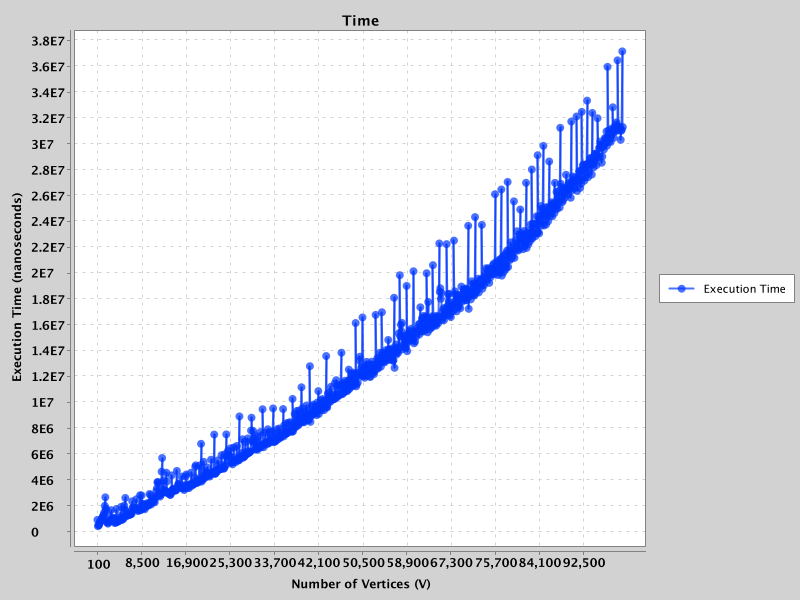 Time
3.8E7
3.6E7
3.4E7
3.2E7
3E7
2.8E7
2.6E7
2.4E7
2.2E7
2E7
1.8E7
1.6E7
1.4E7
1.2E7
1E7
8E6
6E6
4E6
2E6
0
Execution Time (nanoseconds)
Execution Time
100 8,500 16,900 25,300 33,700 42,100 50,500 58,900 67,300 75,700 84,100 92,500
Number of Vertices (V)